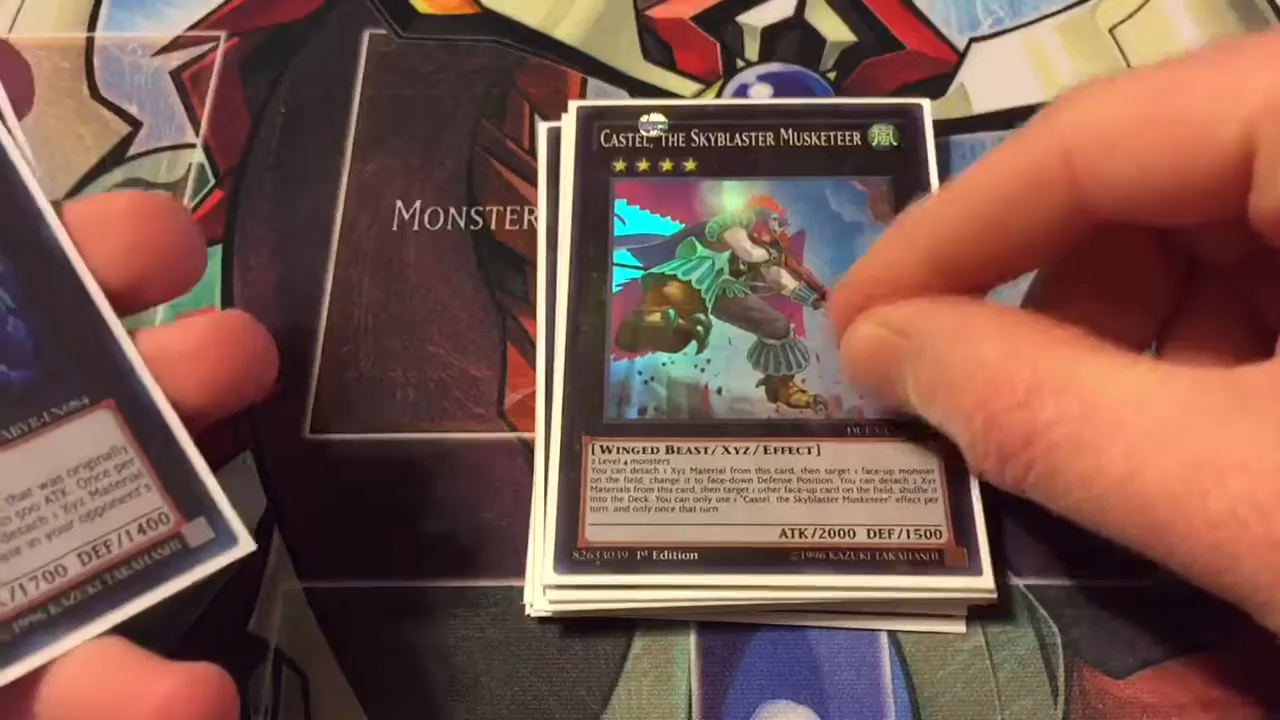 MONSTER
CASTEL, THE SKYBLASTER MUSKETEER
[WINGED BEAST/XYZ/EFFECT]
2 Level 4 monsters
You can detach 1 Xyz Material from this card, then target 1 face-up monster
on the field; change it to face-down Defense Position. You can detach 2 Xyz
Materials from this card, then target 1 other face-up card on the field; shuffle it
into the Deck. You can only use 1 "Castel, the Skyblaster Musketeer" effect per
turn, and only once that turn.
ATK/2000 DEF/1500
82633039 1st Edition
©1996 KAZUKI TAKAHASHI
that was originally
ATK. Once per
detach 1 Xyz Material
in your opponent's
/1700 DEF/1400
1996 KAZUKI TAKAHASHI